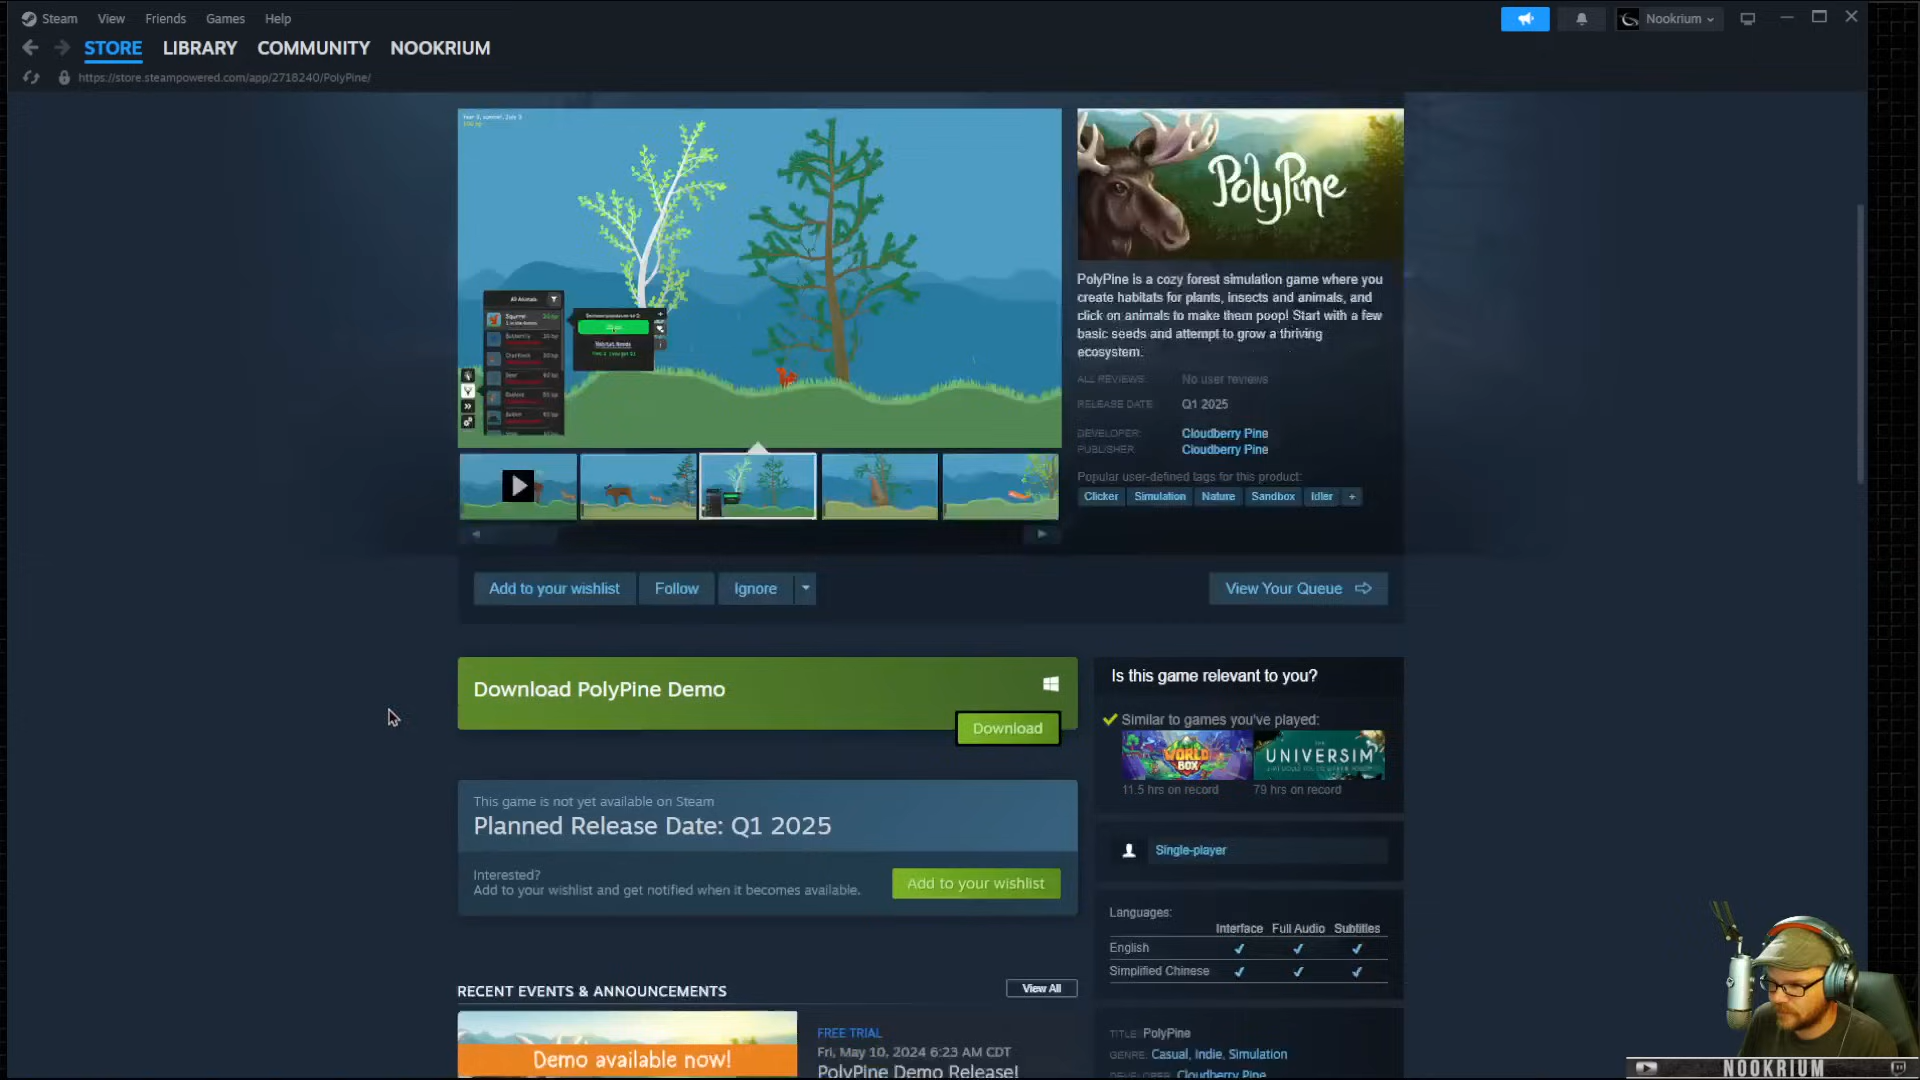 Steam View Friends Games Help
Nookrium
STORE LIBRARY COMMUNITY NOOKRIUM
https://store.steampowered.com/app/2718240/PolyPine/
PolyPine
PolyPine is a cozy forest simulation game where you
create habitats for plants, insects and animals, and
click on animals to make them poop! Start with a few
basic seeds and attempt to grow a thriving
ecosystem.
ALL REVIEWS: No user reviews
RELEASE DATE: Q1 2025
DEVELOPER: Cloudberry Pine
PUBLISHER: Cloudberry Pine
Popular user-defined tags for this product:
Clicker Simulation Nature Sandbox Idler +
All Animals
Squirrel
Habitat Needs
Add to your wishlist Follow Ignore
View Your Queue
Download PolyPine Demo
Download
Is this game relevant to you?
Similar to games you've played:
WORLD BOX
UNIVERSIM
11.5 hrs on record 79 hrs on record
This game is not yet available on Steam
Planned Release Date: Q1 2025
Interested?
Add to your wishlist and get notified when it becomes available.
Add to your wishlist
Single-player
Languages:
Interface Full Audio Subtitles
English ✓ ✓ ✓
Simplified Chinese ✓ ✓ ✓
RECENT EVENTS & ANNOUNCEMENTS
View All
Demo available now!
FREE TRIAL
Fri, May 10, 2024 6:23 AM CDT
PolyPine Demo Release!
TITLE: PolyPine
GENRE: Casual, Indie, Simulation
DEVELOPER: Cloudberry Pine
NOOKRIUM